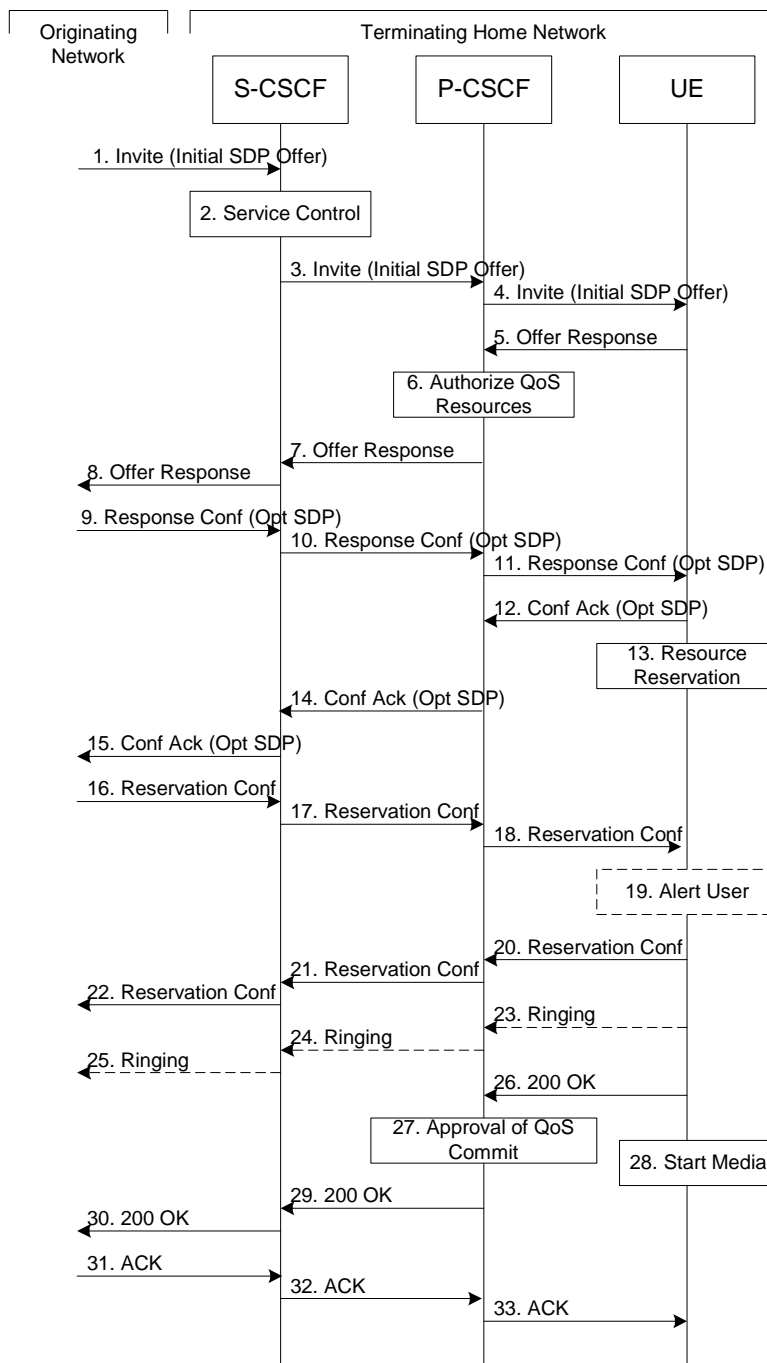 Originating
Network
Terminating Home Network
S-CSCF
P-CSCF
UE
1. Invite (Initial SDP Offer)
2. Service Control
3. Invite (Initial SDP Offer)
4. Invite (Initial SDP Offer)
5. Offer Response
6. Authorize QoS
Resources
7. Offer Response
8. Offer Response
9. Response Conf (Opt SDP)
10. Response Conf (Opt SDP)
11. Response Conf (Opt SDP)
12. Conf Ack (Opt SDP)
13. Resource
Reservation
14. Conf Ack (Opt SDP)
15. Conf Ack (Opt SDP)
16. Reservation Conf
17. Reservation Conf
18. Reservation Conf
19. Alert User
20. Reservation Conf
21. Reservation Conf
22. Reservation Conf
23. Ringing
24. Ringing
25. Ringing
26. 200 OK
27. Approval of QoS
Commit
28. Start Media
29. 200 OK
30. 200 OK
31. ACK
32. ACK
33. ACK